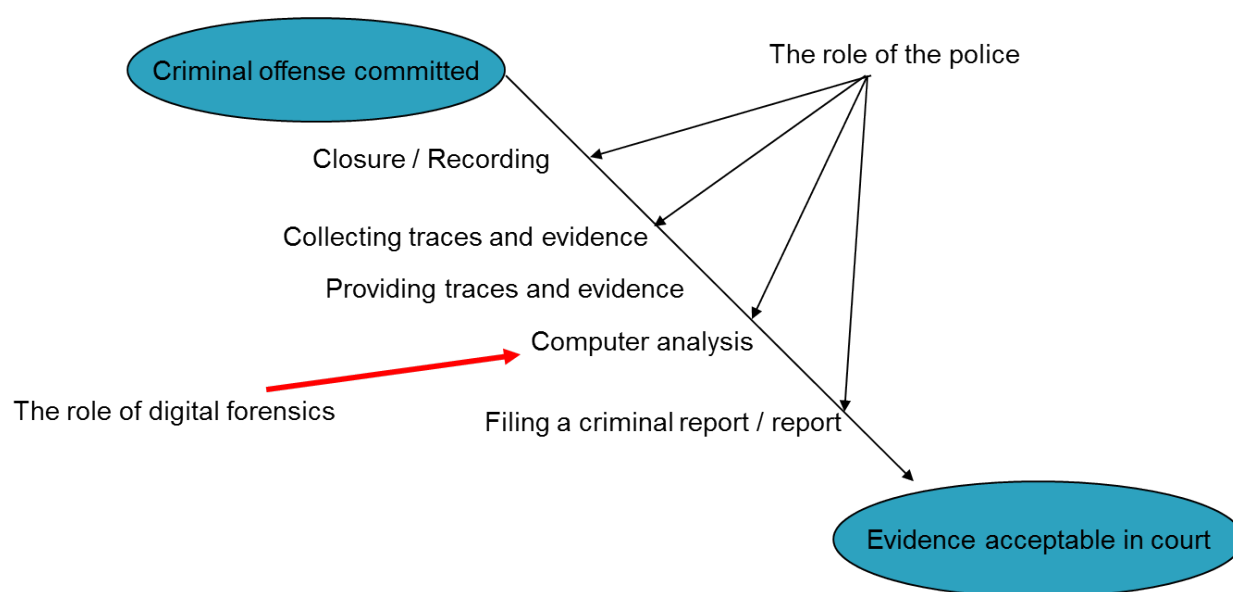 Criminal offense committed
The role of the police
Closure / Recording
Collecting traces and evidence
Providing traces and evidence
Computer analysis
The role of digital forensics
Filing a criminal report / report
Evidence acceptable in court